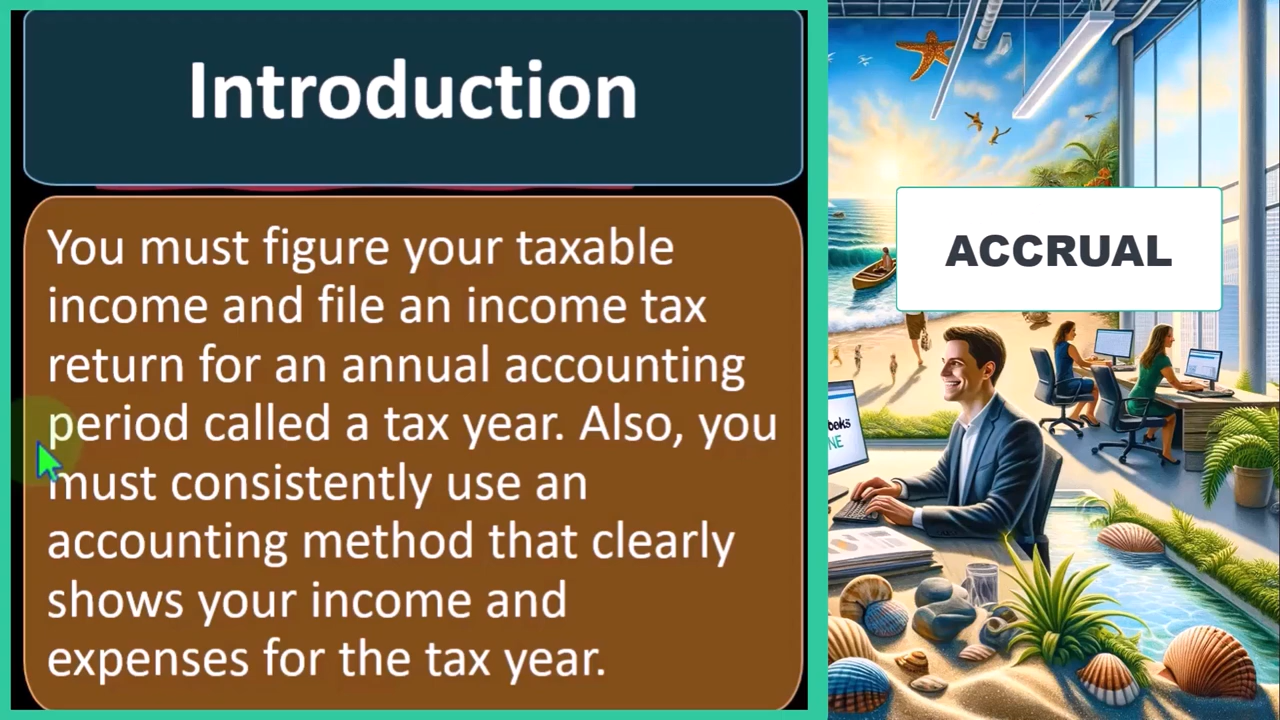 Introduction
You must figure your taxable
income and file an income tax
return for an annual accounting
period called a tax year. Also, you
must consistently use an
accounting method that clearly
shows your income and
expenses for the tax year.
ACCRUAL